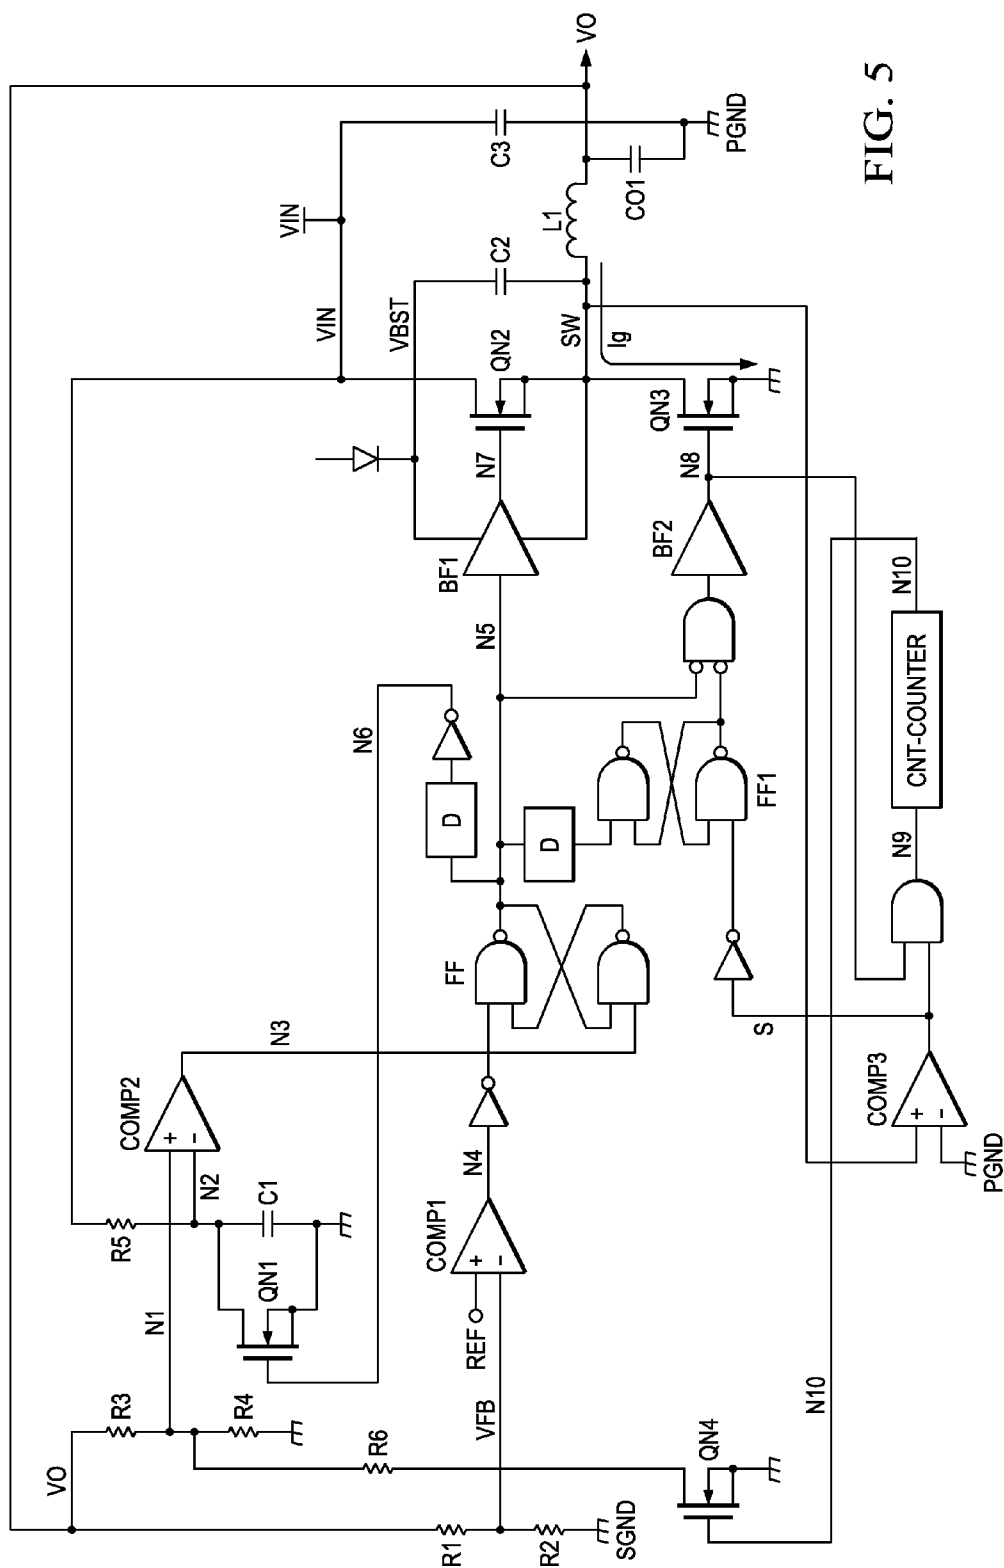 VO
R3
N1
R4
R6
R1
VFB
R2
SGND
QN4
N10
R5
N2
COMP2
+
-
C1
QN1
N3
REF
COMP1
+
-
N4
FF
N6
D
D
N5
FF1
S
COMP3
+
-
PGND
N9
CNT-COUNTER
N10
BF1
N7
BF2
N8
QN2
QN3
VBST
VIN
VIN
SW
Ig
C2
L1
C3
CO1
PGND
VO
FIG. 5